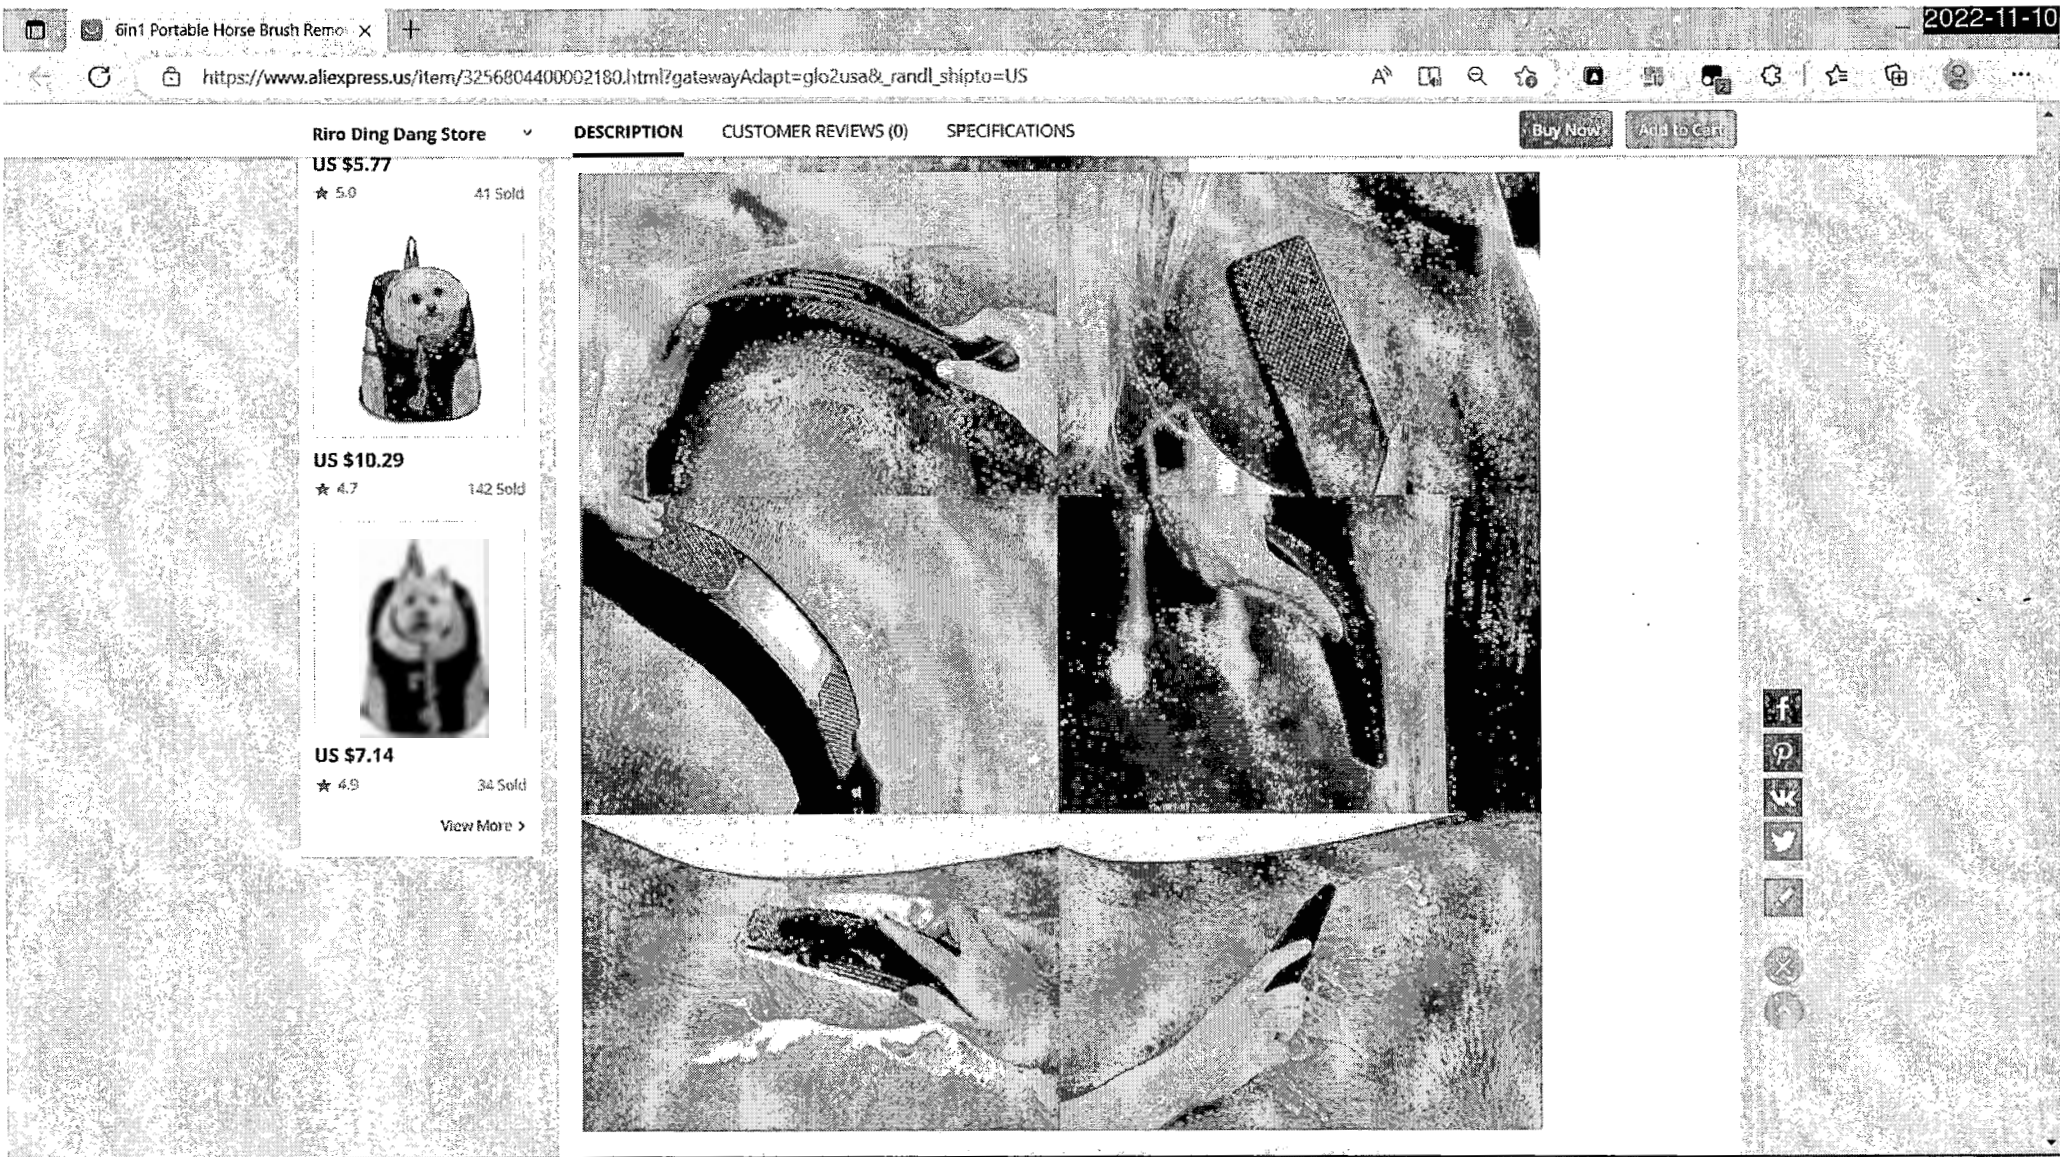 2022-11-10
6in1 Portable Horse Brush Remo
https://www.aliexpress.us/item/3256804400002180.html?gatewayAdapt=glo2usa&_randl_shipto=US
Riro Ding Dang Store
DESCRIPTION
CUSTOMER REVIEWS (0)
SPECIFICATIONS
Buy Now
Add to Cart
US $5.77
5.0
41 Sold
US $10.29
4.7
142 Sold
US $7.14
4.9
34 Sold
View More >